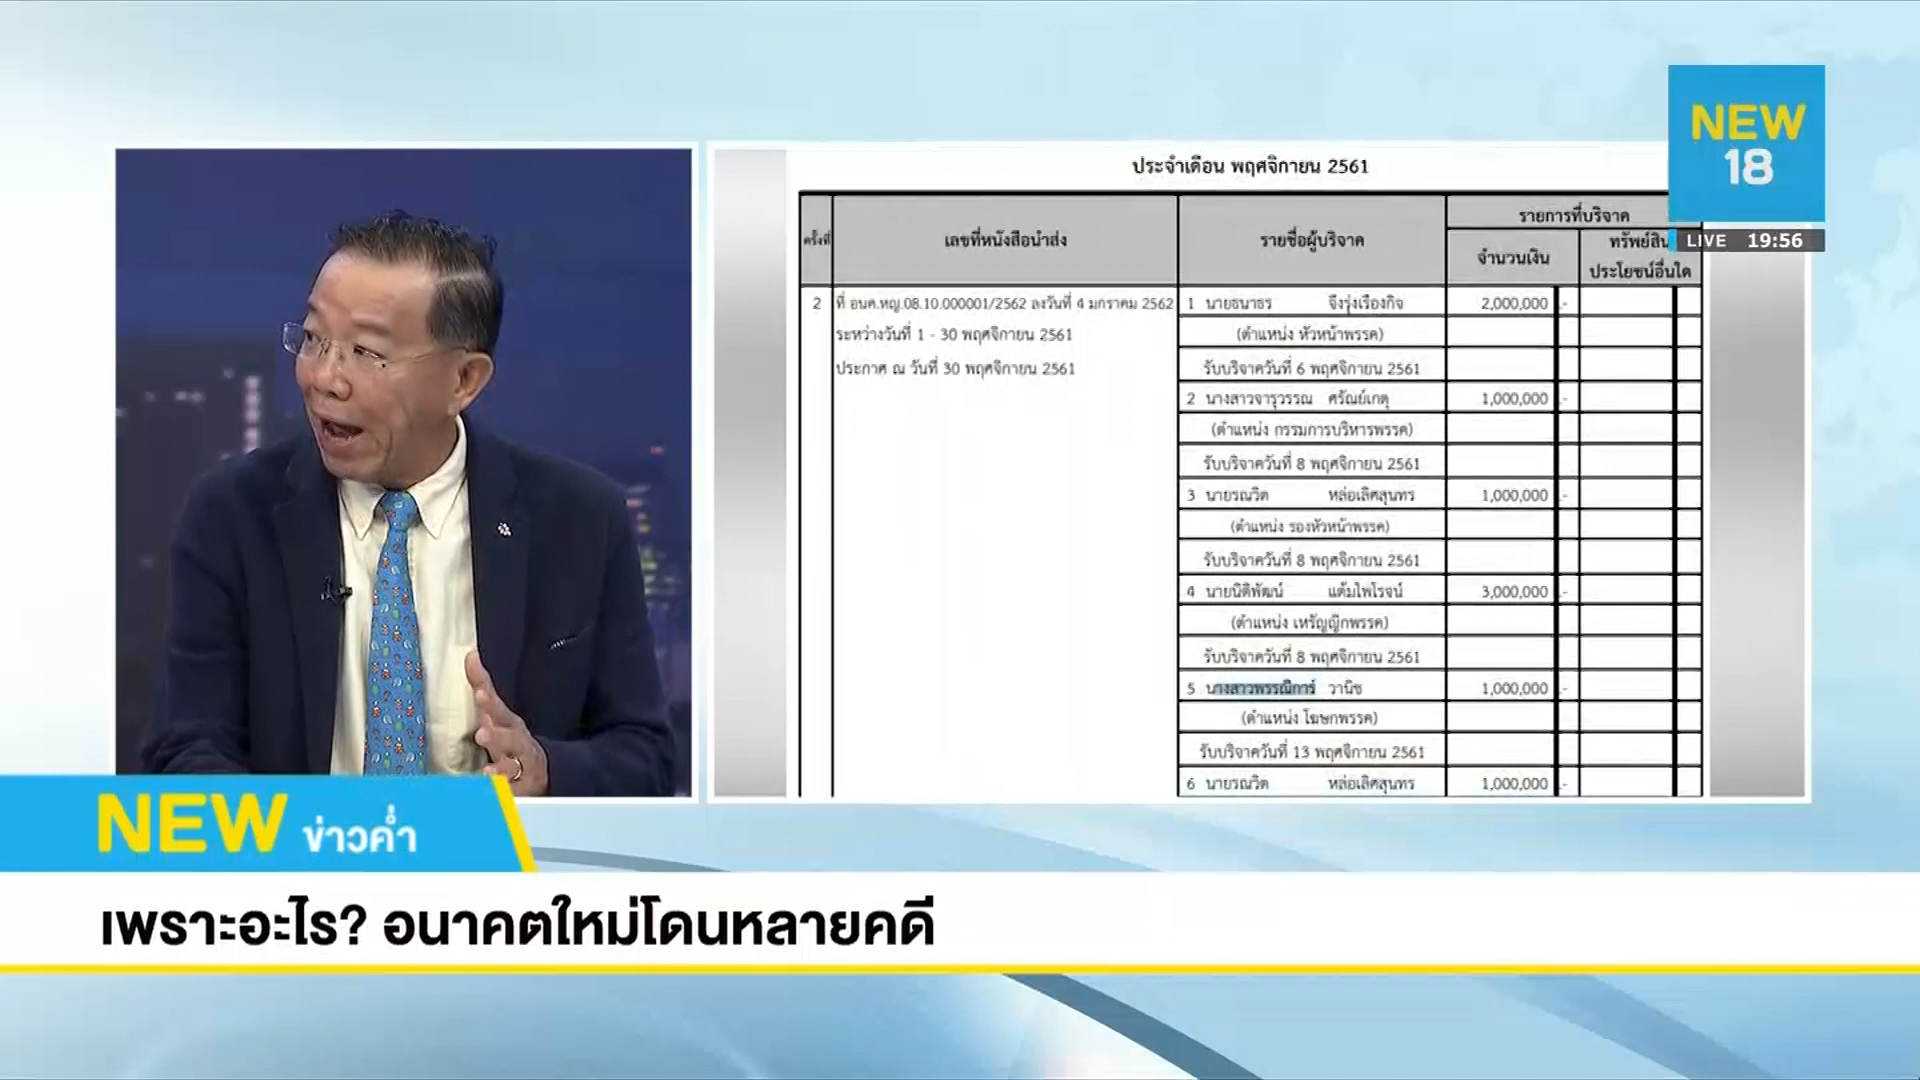 NEW
18
LIVE 19:56
ประจำเดือน พฤศจิกายน 2561
ครั้งที่
เลขที่หนังสือนำส่ง
รายชื่อผู้บริจาค
รายการที่บริจาค
จำนวนเงิน
ทรัพย์สิน
ประโยชน์อื่นใด
2 ที่ อนค.หญ.08.10.000001/2562 ลงวันที่ 4 มกราคม 2562
ระหว่างวันที่ 1 - 30 พฤศจิกายน 2561
ประกาศ ณ วันที่ 30 พฤศจิกายน 2561
1 นายธนาธร จึงรุ่งเรืองกิจ 2,000,000 .-
(ตำแหน่ง หัวหน้าพรรค)
รับบริจาควันที่ 6 พฤศจิกายน 2561
2 นางสาวจารุวรรณ ศรัณย์เกตุ 1,000,000 .-
(ตำแหน่ง กรรมการบริหารพรรค)
รับบริจาควันที่ 8 พฤศจิกายน 2561
3 นายรณวิต หล่อเลิศสุนทร 1,000,000 .-
(ตำแหน่ง รองหัวหน้าพรรค)
รับบริจาควันที่ 8 พฤศจิกายน 2561
4 นายนิติพัฒน์ แต้มไพโรจน์ 3,000,000 .-
(ตำแหน่ง เหรัญญิกพรรค)
รับบริจาควันที่ 8 พฤศจิกายน 2561
5 นางสาวพรรณิการ์ วานิช 1,000,000 .-
(ตำแหน่ง โฆษกพรรค)
รับบริจาควันที่ 13 พฤศจิกายน 2561
6 นายรณวิต หล่อเลิศสุนทร 1,000,000 .-
NEW ข่าวค่ำ
เพราะอะไร? อนาคตใหม่โดนหลายคดี